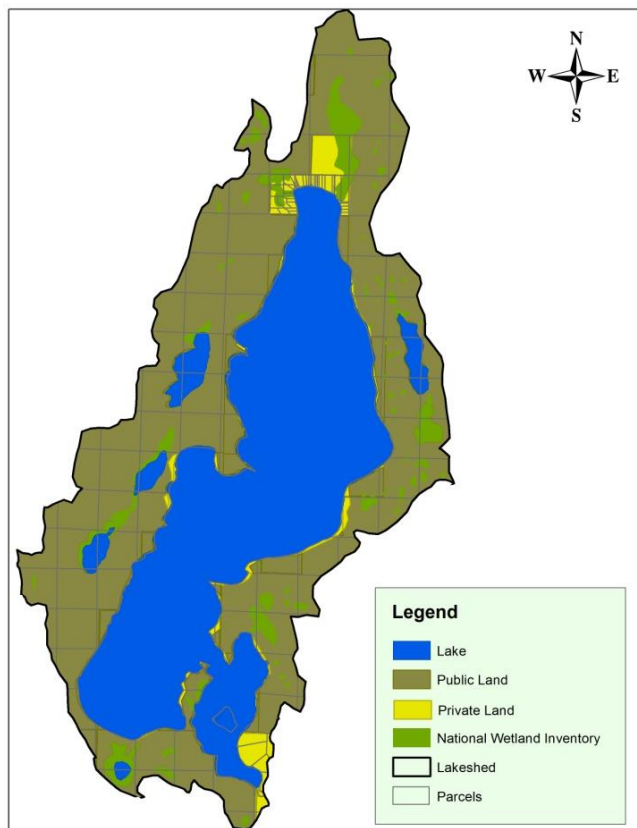 N
W E
S
Legend
Lake
Public Land
Private Land
National Wetland Inventory
Lakeshed
Parcels